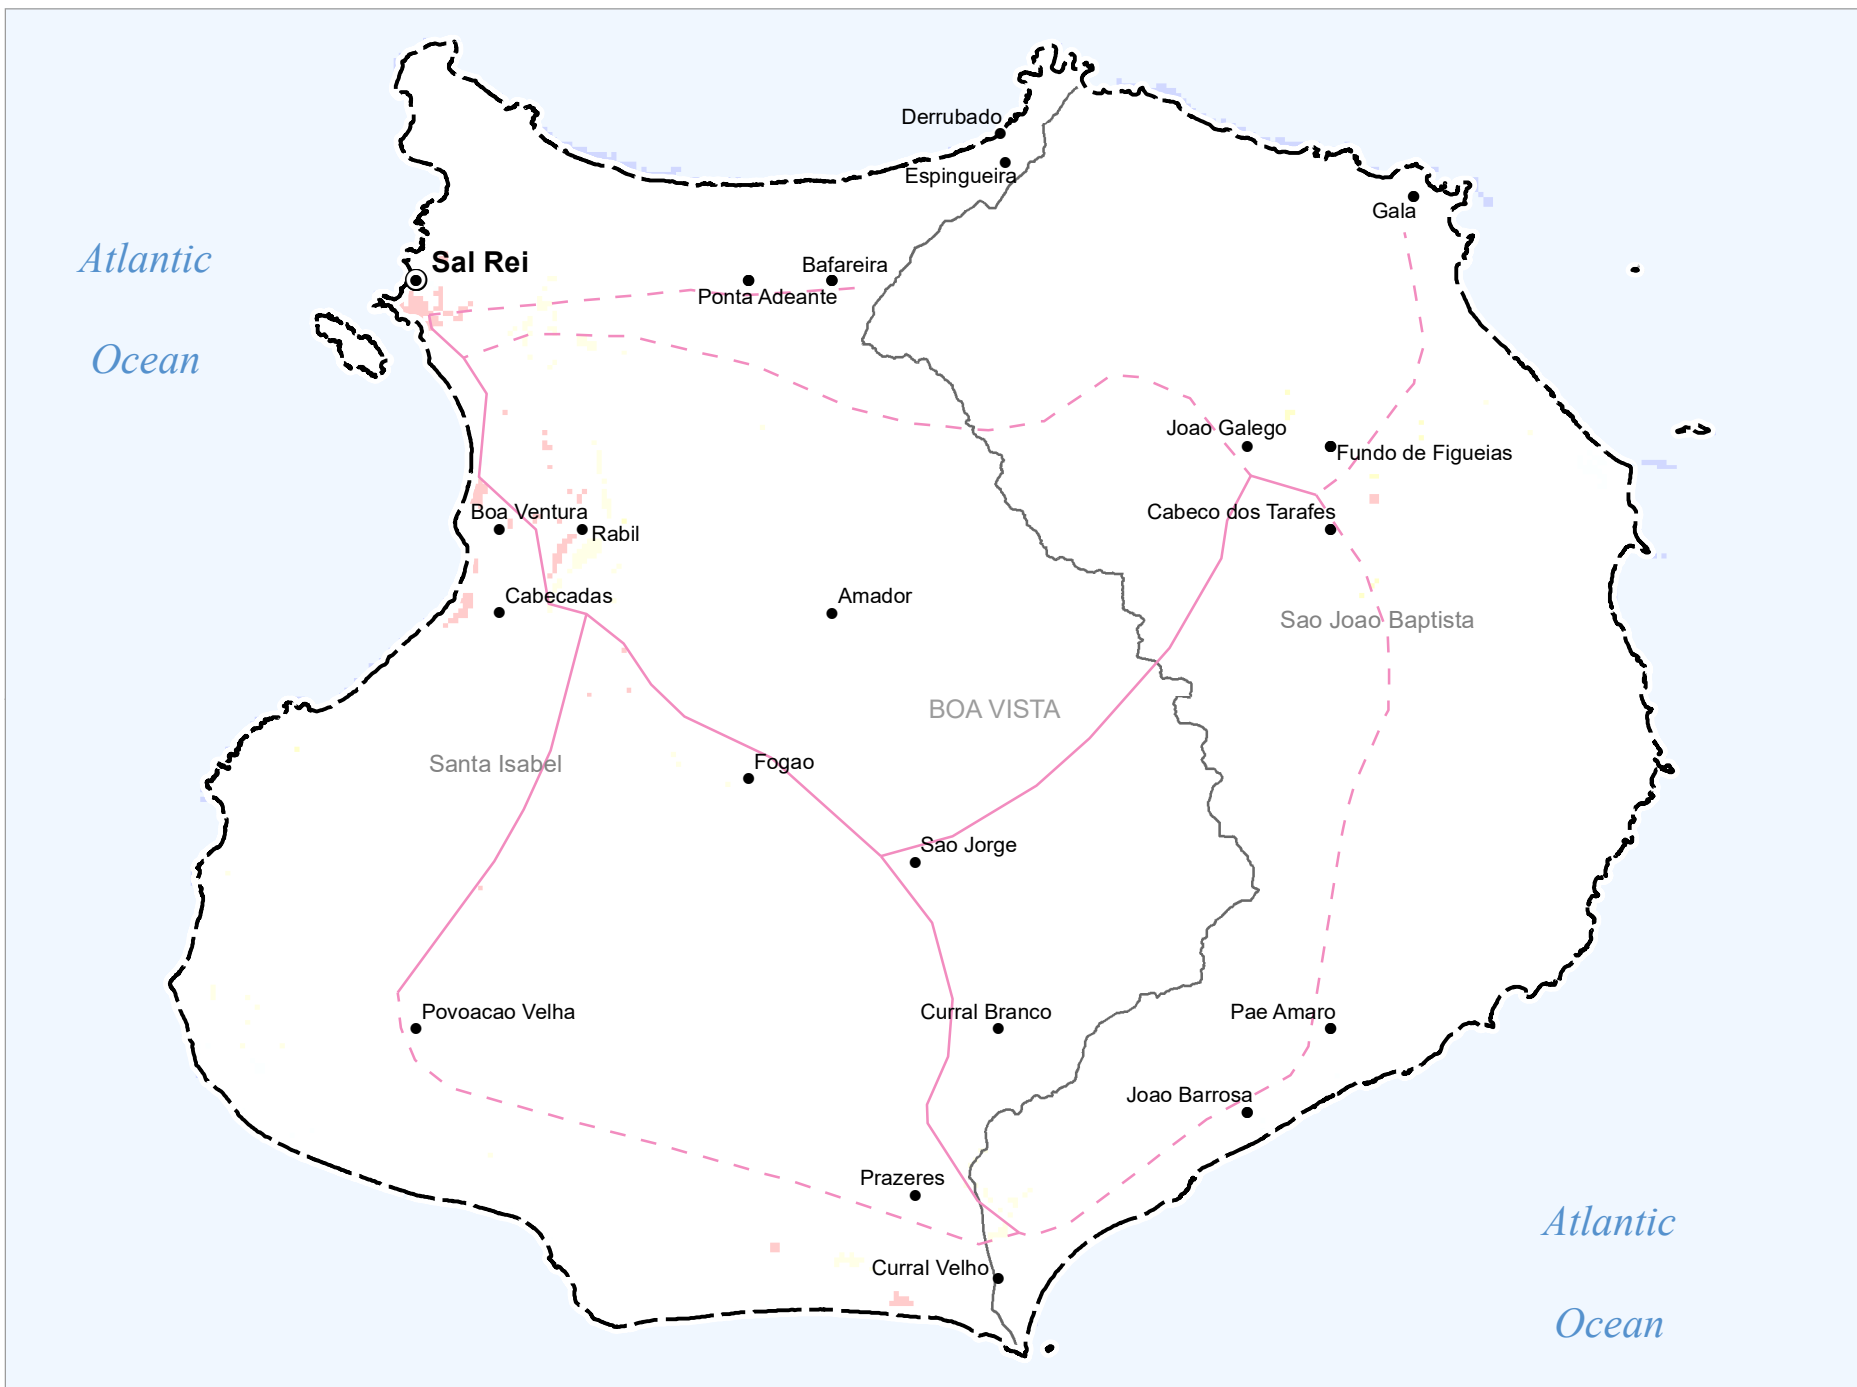 Derrubado
Espingueira
Gala
Atlantic
Ocean
Sal Rei
Bafareira
Ponta Adeante
Joao Galego
Fundo de Figueias
Boa Ventura
Rabil
Cabeco dos Tarafes
Cabecadas
Amador
Sao Joao Baptista
BOA VISTA
Santa Isabel
Fogao
Sao Jorge
Povoacao Velha
Curral Branco
Pae Amaro
Joao Barrosa
Prazeres
Curral Velho
Atlantic
Ocean